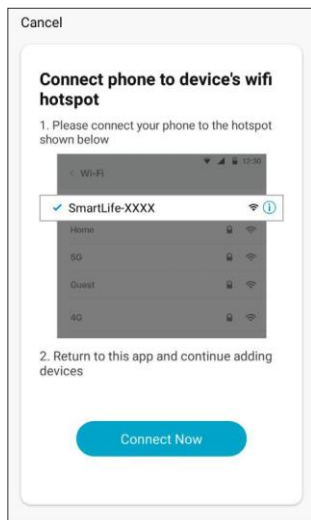 Cancel
Connect phone to device's wifi
hotspot
1. Please connect your phone to the hotspot
shown below
12:30
< Wi-Fi
SmartLife-XXXX
Home
5G
Guest
4G
2. Return to this app and continue adding
devices
Connect Now